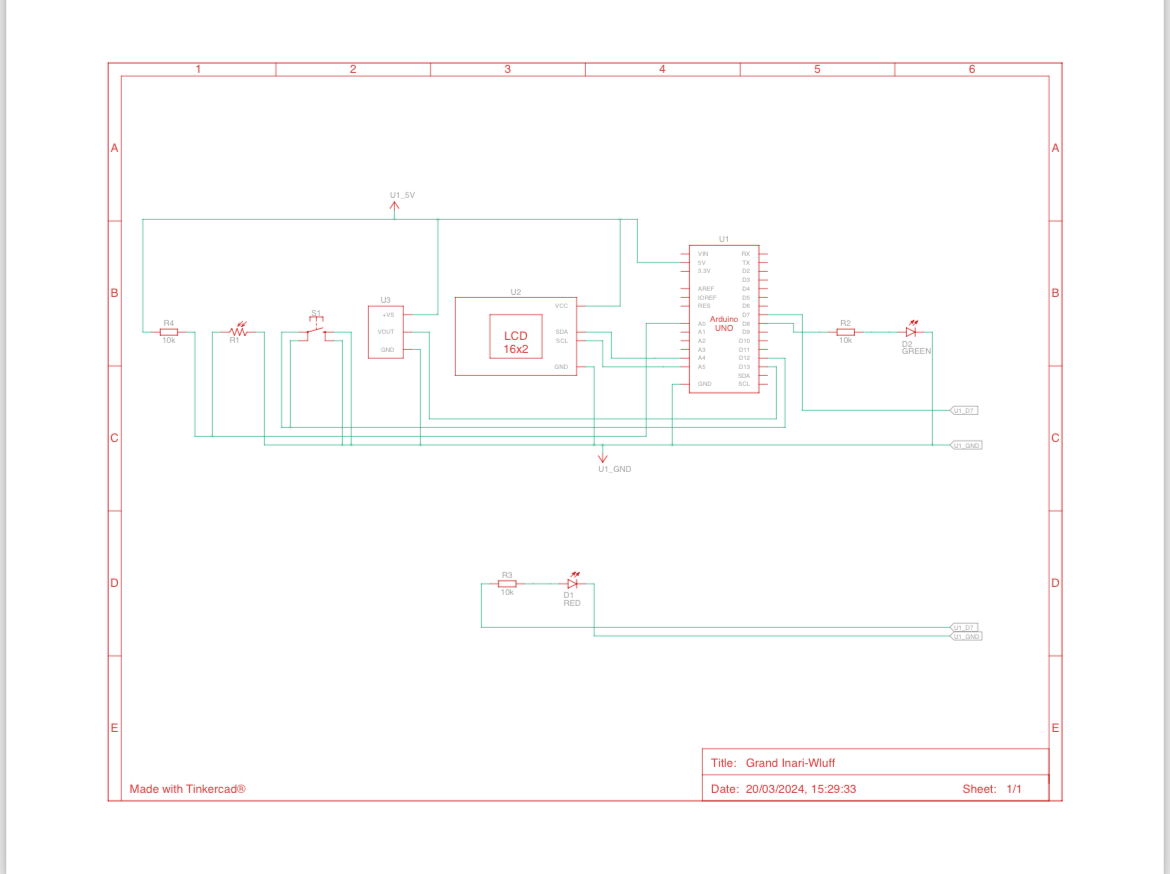 1 2 3 4 5 6
A A
U1_5V
B B
U1
VIN RX
5V TX
3.3V D2
D3
AREF D4
IOREF D5
RES D6
D7
A0 D8
A1 D9
A2 D10
A3 D11
A4 D12
A5 D13
SDA
GND SCL
Arduino
UNO
U2
VCC
LCD
16x2
SDA
SCL
GND
U3
+VS
VOUT
GND
S1
R4
10k
R1
R2
10k
D2
GREEN
U1_D7
C C
U1_GND
U1_GND
R3
10k
D1
RED
D D
U1_D7
U1_GND
E E
Title: Grand Inari-Wluff
Made with Tinkercad®
Date: 20/03/2024, 15:29:33 Sheet: 1/1